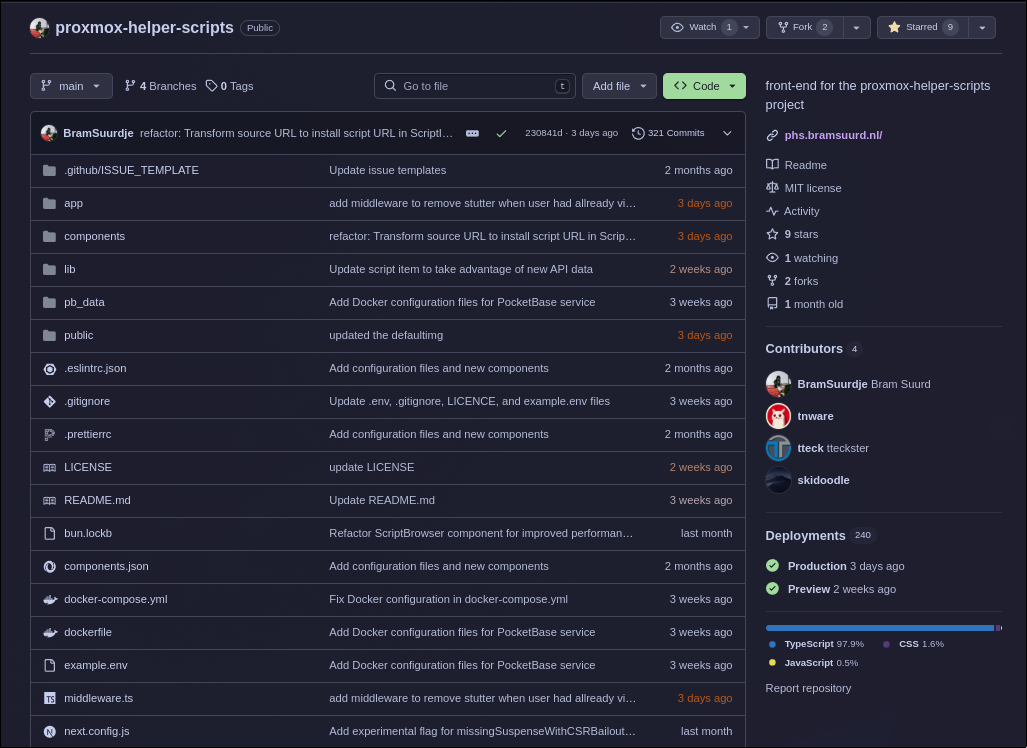 proxmox-helper-scripts Public
Watch 1 Fork 2 Starred 9
main 4 Branches 0 Tags Go to file t Add file Code
BramSuurdje refactor: Transform source URL to install script URL in ScriptI… 230841d · 3 days ago 321 Commits
.github/ISSUE_TEMPLATE Update issue templates 2 months ago
app add middleware to remove stutter when user had allready vi… 3 days ago
components refactor: Transform source URL to install script URL in Scrip… 3 days ago
lib Update script item to take advantage of new API data 2 weeks ago
pb_data Add Docker configuration files for PocketBase service 3 weeks ago
public updated the defaultimg 3 days ago
.eslintrc.json Add configuration files and new components 2 months ago
.gitignore Update .env, .gitignore, LICENCE, and example.env files 3 weeks ago
.prettierrc Add configuration files and new components 2 months ago
LICENSE update LICENSE 2 weeks ago
README.md Update README.md 3 weeks ago
bun.lockb Refactor ScriptBrowser component for improved performan… last month
components.json Add configuration files and new components 2 months ago
docker-compose.yml Fix Docker configuration in docker-compose.yml 3 weeks ago
dockerfile Add Docker configuration files for PocketBase service 3 weeks ago
example.env Add Docker configuration files for PocketBase service 3 weeks ago
middleware.ts add middleware to remove stutter when user had allready vi… 3 days ago
next.config.js Add experimental flag for missingSuspenseWithCSRBailout… last month
front-end for the proxmox-helper-scripts
project
phs.bramsuurd.nl/
Readme
MIT license
Activity
9 stars
1 watching
2 forks
1 month old
Contributors 4
BramSuurdje Bram Suurd
tnware
tteck tteckster
skidoodle
Deployments 240
Production 3 days ago
Preview 2 weeks ago
TypeScript 97.9% CSS 1.6%
JavaScript 0.5%
Report repository